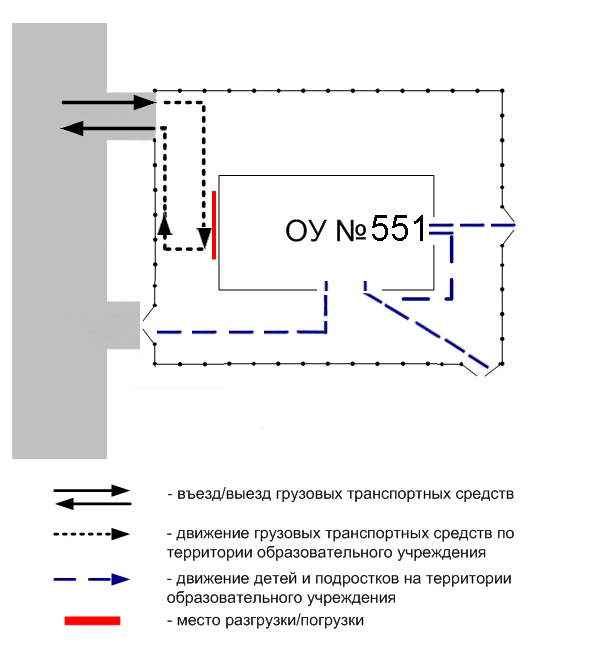 ОУ №551
- въезд/выезд грузовых транспортных средств
- движение грузовых транспортных средств по
территории образовательного учреждения
- движение детей и подростков на территории
образовательного учреждения
- место разгрузки/погрузки